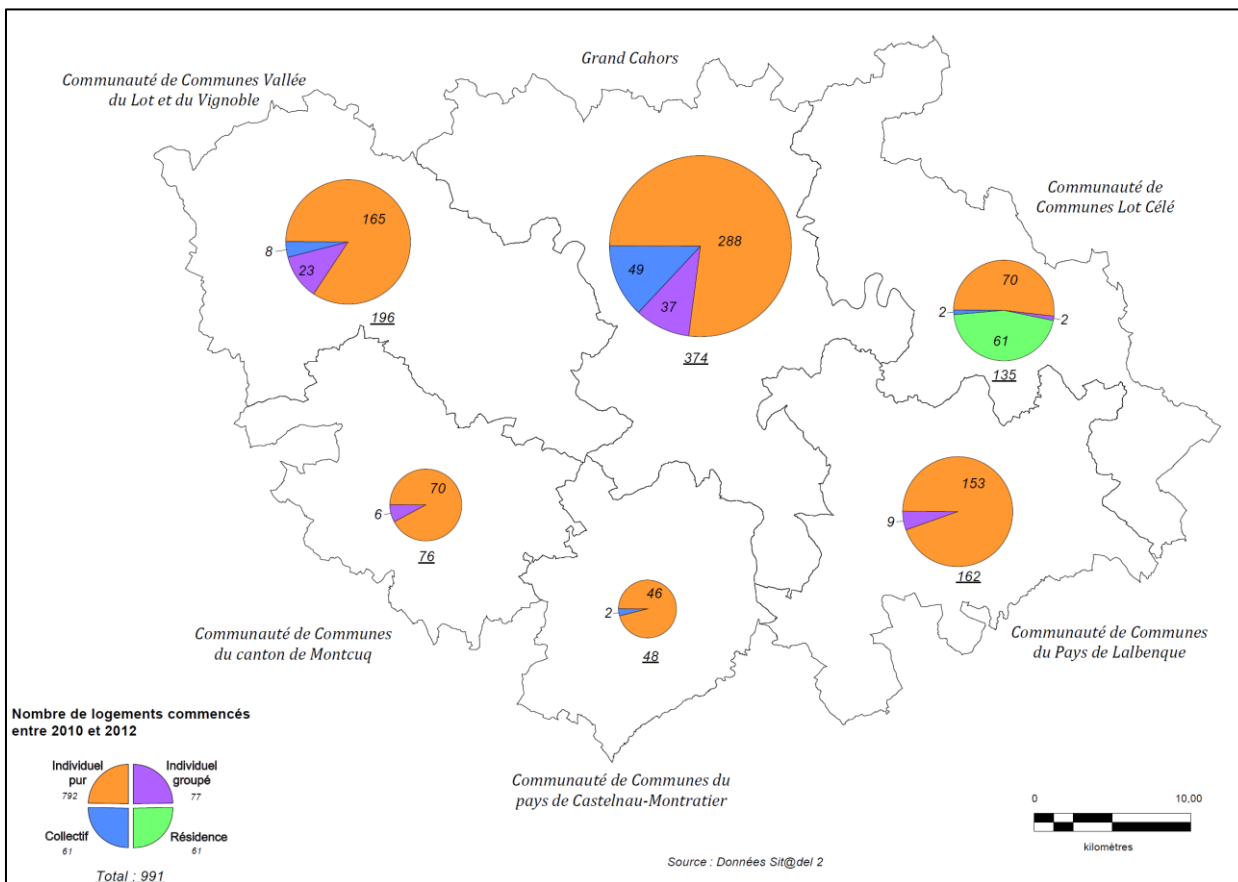 Grand Cahors
Communauté de Communes Vallée
du Lot et du Vignoble
Communauté de
Communes Lot Célé
165
8
23
196
288
49
37
374
70
2
2
61
135
70
6
76
46
2
48
153
9
162
Communauté de Communes
du canton de Montcuq
Communauté de Communes
du Pays de Lalbenque
Communauté de Communes du
pays de Castelnau-Montratier
Nombre de logements commencés
entre 2010 et 2012
Individuel
pur
792
Individuel
groupé
77
Collectif
61
Résidence
61
Total : 991
Source : Données Sit@del 2
0 10,00
kilomètres